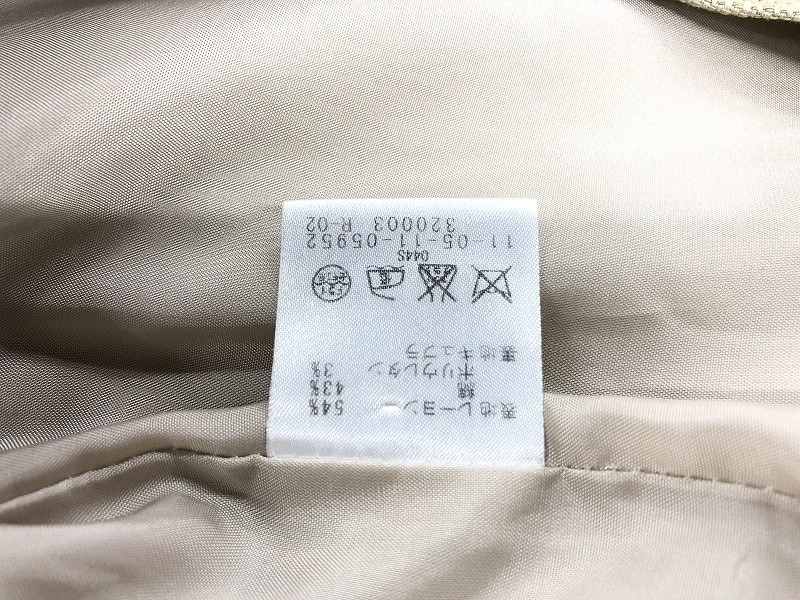 表地 レーヨン 54%
綿 43%
ポリウレタン 3%
裏地 キュプラ
044S
11-05-11-05952
320003 R-02